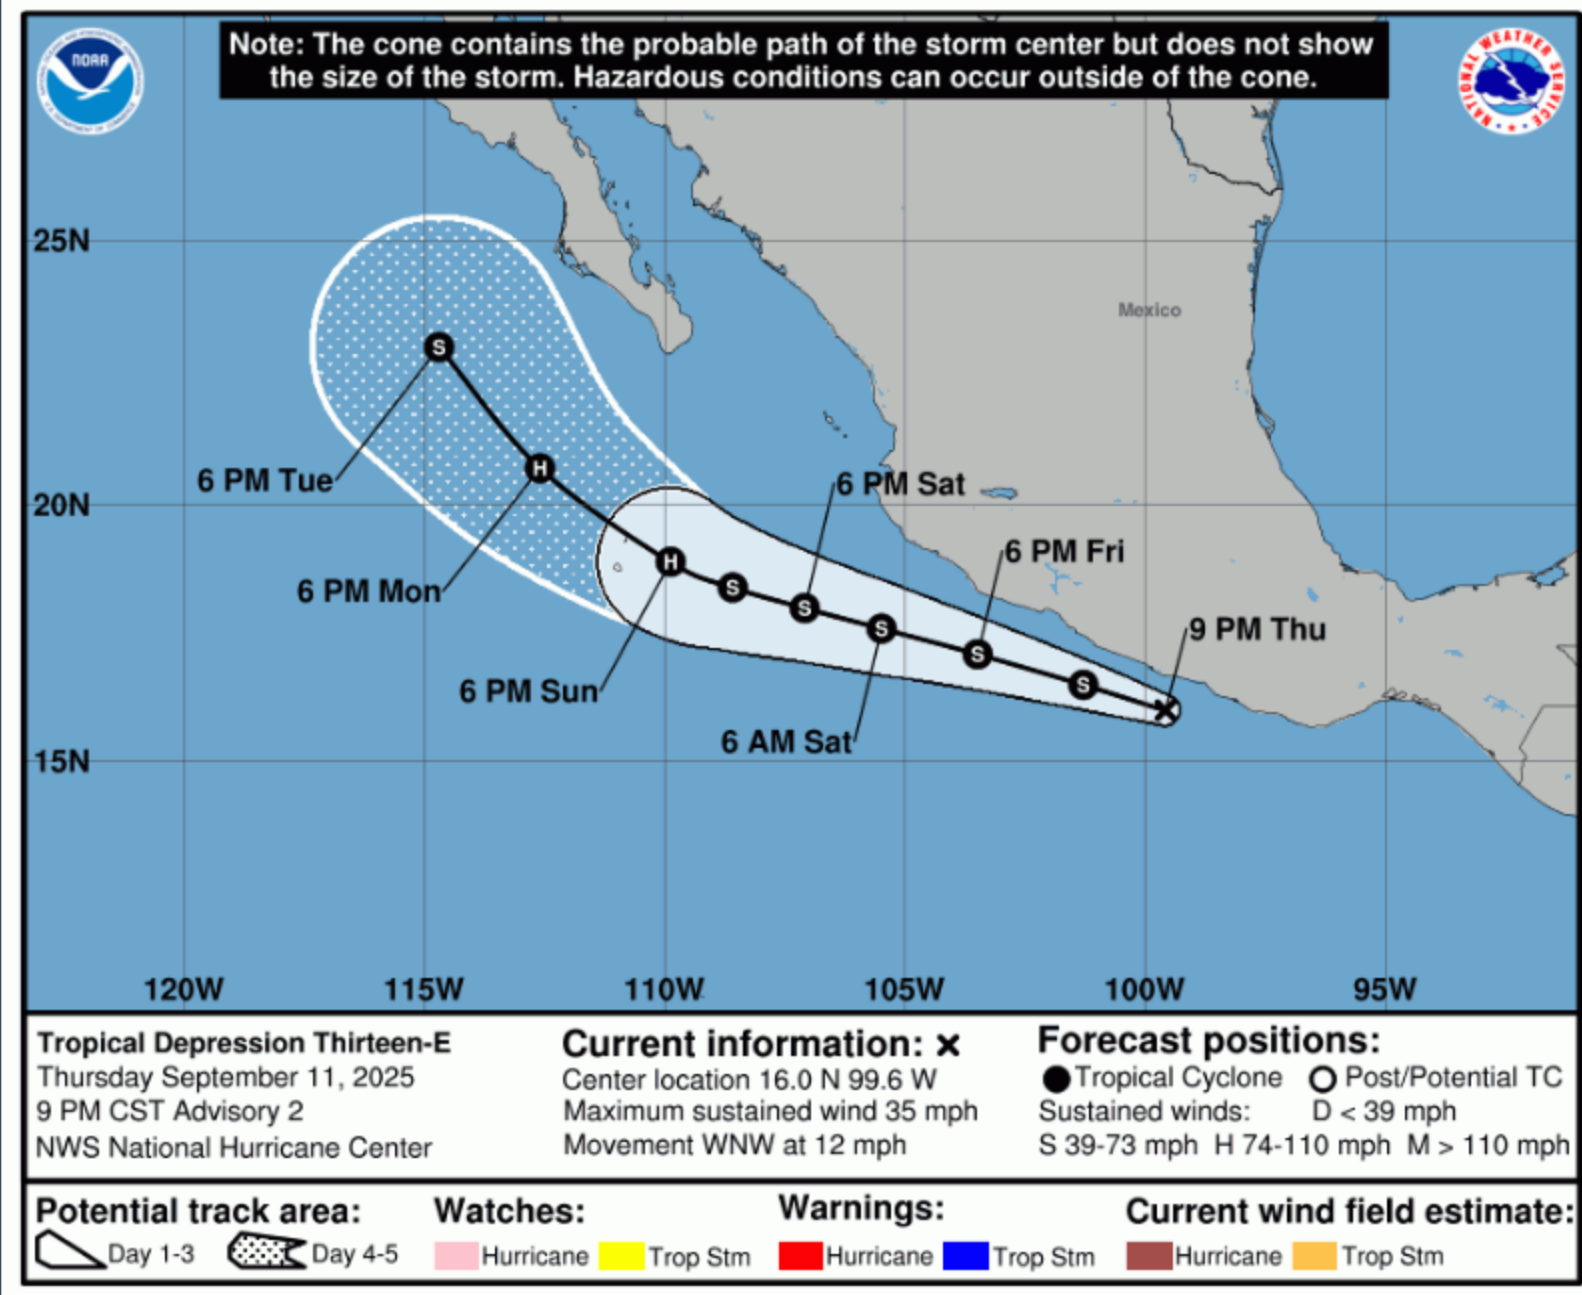 Note: The cone contains the probable path of the storm center but does not show
the size of the storm. Hazardous conditions can occur outside of the cone.
NOAA
NATIONAL WEATHER SERVICE
25N
Mexico
S
6 PM Tue
H
6 PM Sat
20N
6 PM Fri
H
6 PM Mon
S
S
S
9 PM Thu
S
S
6 PM Sun
6 AM Sat
15N
120W 115W 110W 105W 100W 95W
Tropical Depression Thirteen-E
Thursday September 11, 2025
9 PM CST Advisory 2
NWS National Hurricane Center
Current information: ×
Center location 16.0 N 99.6 W
Maximum sustained wind 35 mph
Movement WNW at 12 mph
Forecast positions:
Tropical Cyclone Post/Potential TC
Sustained winds: D < 39 mph
S 39-73 mph H 74-110 mph M > 110 mph
Potential track area:
Day 1-3 Day 4-5
Watches:
Hurricane Trop Stm
Warnings:
Hurricane Trop Stm
Current wind field estimate:
Hurricane Trop Stm